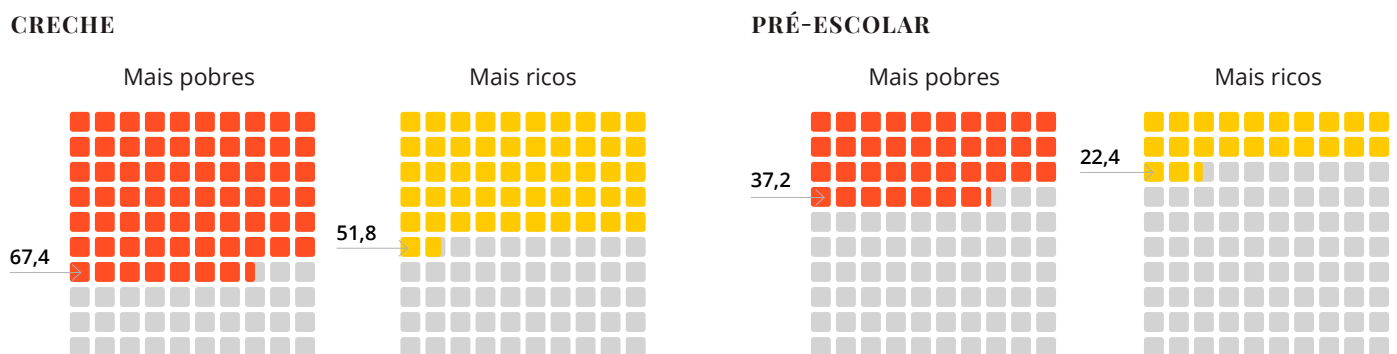 CRECHE
Mais pobres
Mais ricos
67,4
51,8
PRÉ-ESCOLAR
Mais pobres
Mais ricos
37,2
22,4